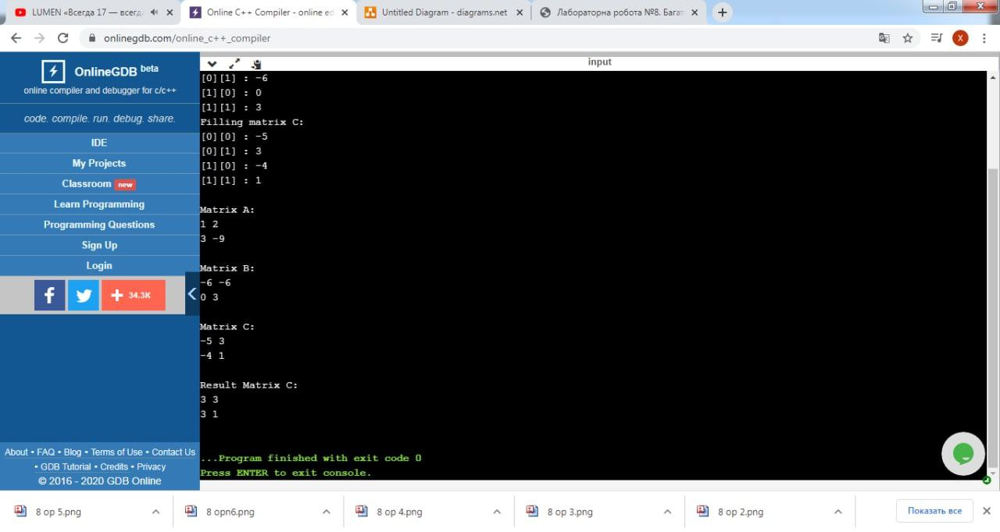 LUMEN «Всегда 17 — всегд
Online C++ Compiler - online ed
Untitled Diagram - diagrams.net
Лабораторна робота №8. Багат
X
onlinegdb.com/online_c++_compiler
OnlineGDB beta
online compiler and debugger for c/c++
code. compile. run. debug. share.
IDE
My Projects
Classroom new
Learn Programming
Programming Questions
Sign Up
Login
f
34.3K
About • FAQ • Blog • Terms of Use • Contact Us
• GDB Tutorial • Credits • Privacy
© 2016 - 2020 GDB Online
input
[0][1] : -6
[1][0] : 0
[1][1] : 3
Filling matrix C:
[0][0] : -5
[0][1] : 3
[1][0] : -4
[1][1] : 1
Matrix A:
1 2
3 -9
Matrix B:
-6 -6
0 3
Matrix C:
-5 3
-4 1
Result Matrix C:
3 3
3 1
...Program finished with exit code 0
Press ENTER to exit console.
8 op 5.png
8 opn6.png
8 op 4.png
8 op 3.png
8 op 2.png
Показать все